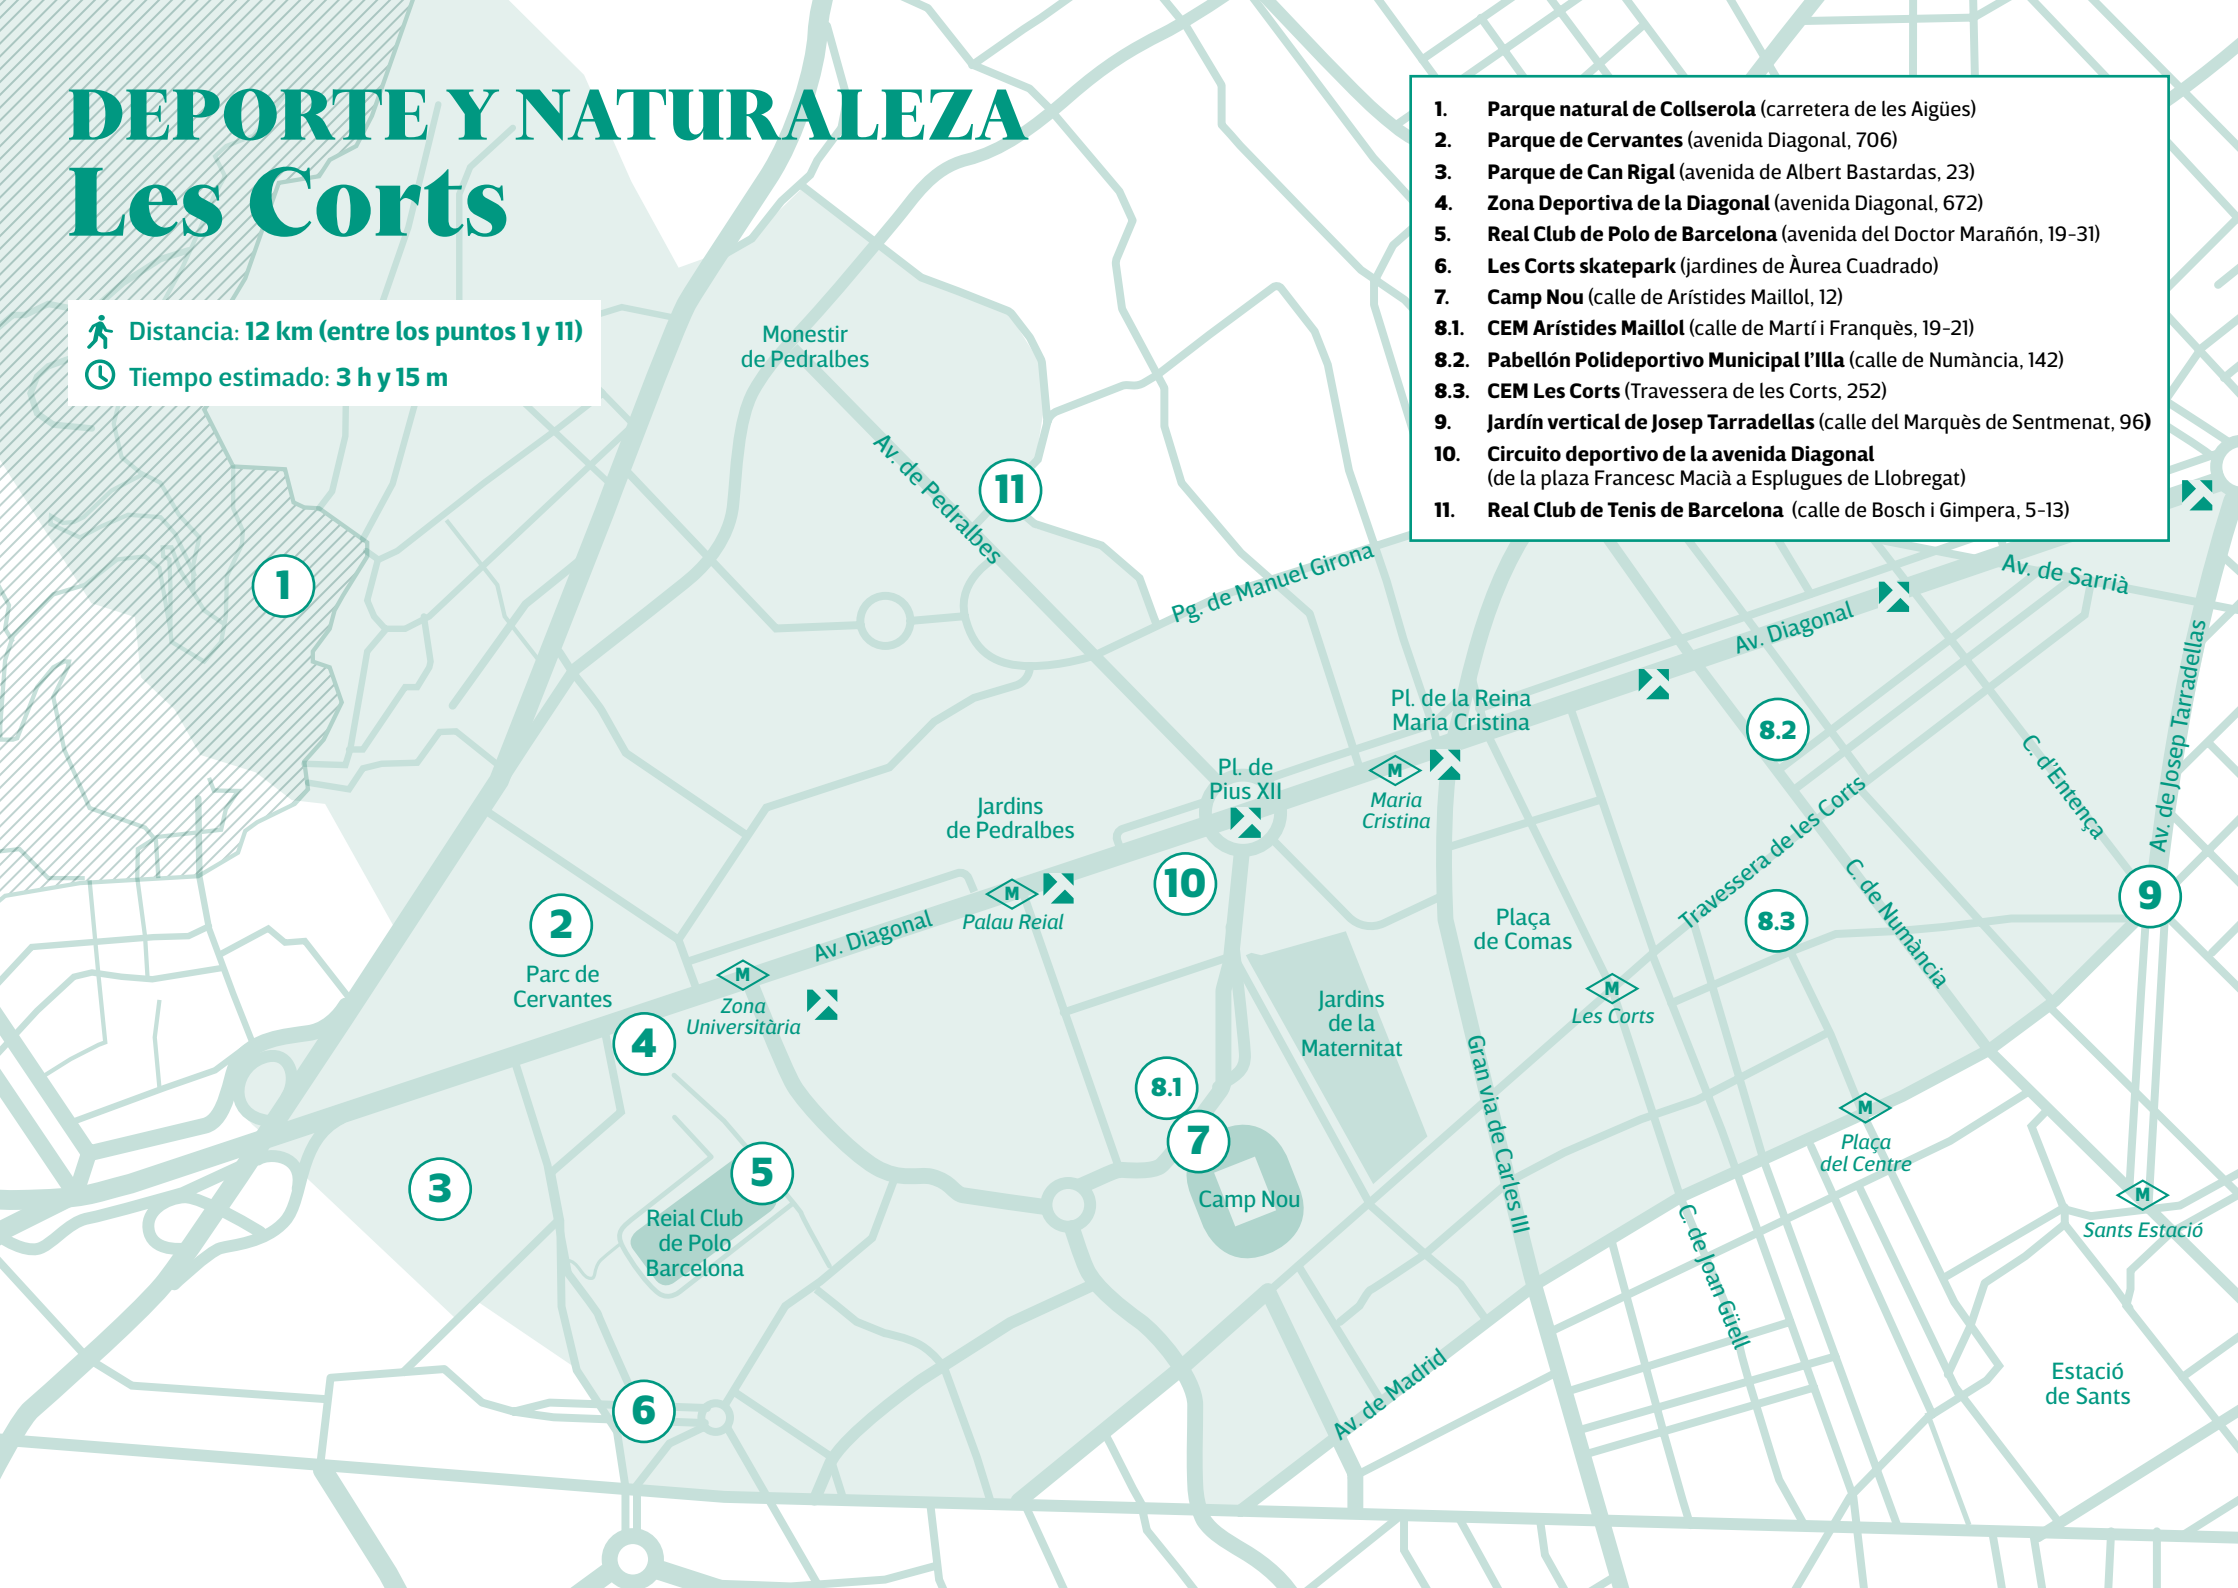 DEPORTE Y NATURALEZA
Les Corts
Distancia: 12 km (entre los puntos 1 y 11)
Tiempo estimado: 3 h y 15 m
1. Parque natural de Collserola (carretera de les Aigües)
2. Parque de Cervantes (avenida Diagonal, 706)
3. Parque de Can Rigal (avenida de Albert Bastardas, 23)
4. Zona Deportiva de la Diagonal (avenida Diagonal, 672)
5. Real Club de Polo de Barcelona (avenida del Doctor Marañón, 19-31)
6. Les Corts skatepark (jardines de Àurea Cuadrado)
7. Camp Nou (calle de Arístides Maillol, 12)
8.1. CEM Arístides Maillol (calle de Martí i Franquès, 19-21)
8.2. Pabellón Polideportivo Municipal l'Illa (calle de Numància, 142)
8.3. CEM Les Corts (Travessera de les Corts, 252)
9. Jardín vertical de Josep Tarradellas (calle del Marquès de Sentmenat, 96)
10. Circuito deportivo de la avenida Diagonal
(de la plaza Francesc Macià a Esplugues de Llobregat)
11. Real Club de Tenis de Barcelona (calle de Bosch i Gimpera, 5-13)
Monestir
de Pedralbes
Av. de Pedralbes
11
1
Pg. de Manuel Girona
Av. de Sarrià
Av. Diagonal
Av. de Josep Tarradellas
Pl. de la Reina
Maria Cristina
8.2
C. d'Entença
Pl. de
Pius XII
M
Maria
Cristina
Jardins
de Pedralbes
Travessera de les Corts
C. de Numància
10
M
Palau Reial
9
2
Parc de
Cervantes
Av. Diagonal
Plaça
de Comas
8.3
M
Zona
Universitària
M
Les Corts
4
Jardins
de la
Maternitat
Gran via de Carles III
8.1
7
Camp Nou
M
Plaça
del Centre
3
5
Reial Club
de Polo
Barcelona
M
Sants Estació
C. de Joan Güell
6
Av. de Madrid
Estació
de Sants